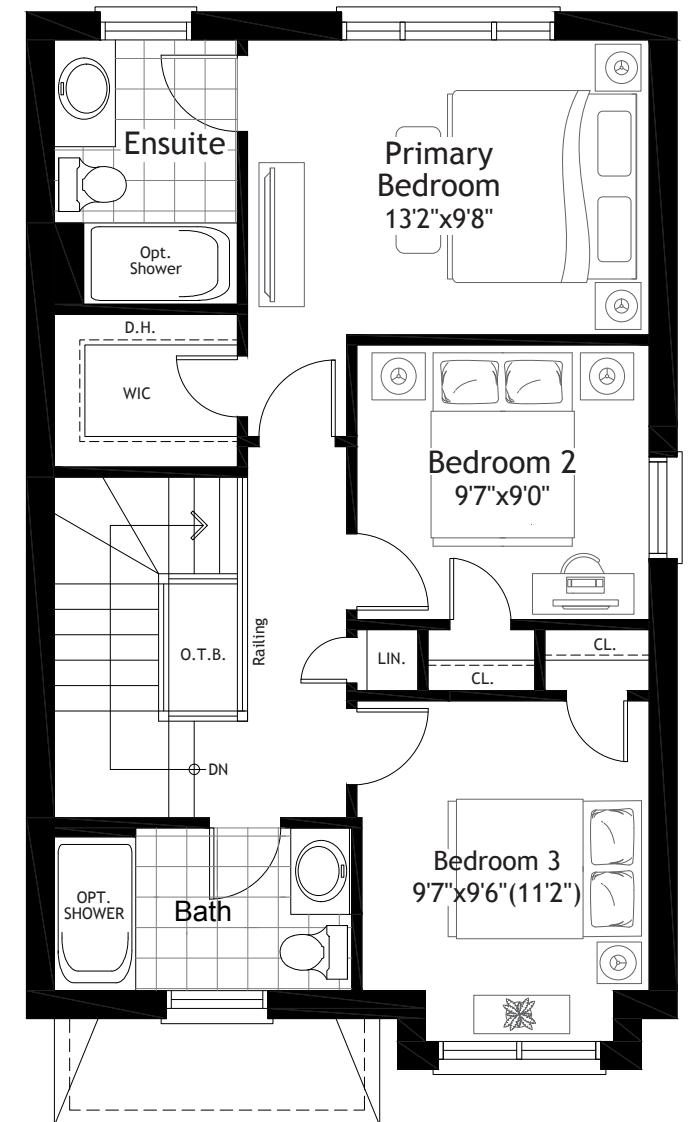 Ensuite
Primary
Bedroom
13'2"x9'8"
Opt.
Shower
D.H.
WIC
Bedroom 2
9'7"x9'0"
O.T.B.
Railing
LIN.
CL.
CL.
DN
Bedroom 3
9'7"x9'6"(11'2")
OPT.
SHOWER
Bath